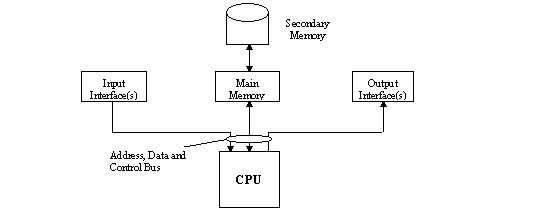 Secondary
Memory
Input
Interface(s)
Main
Memory
Output
Interface(s)
Address, Data and
Control Bus
CPU